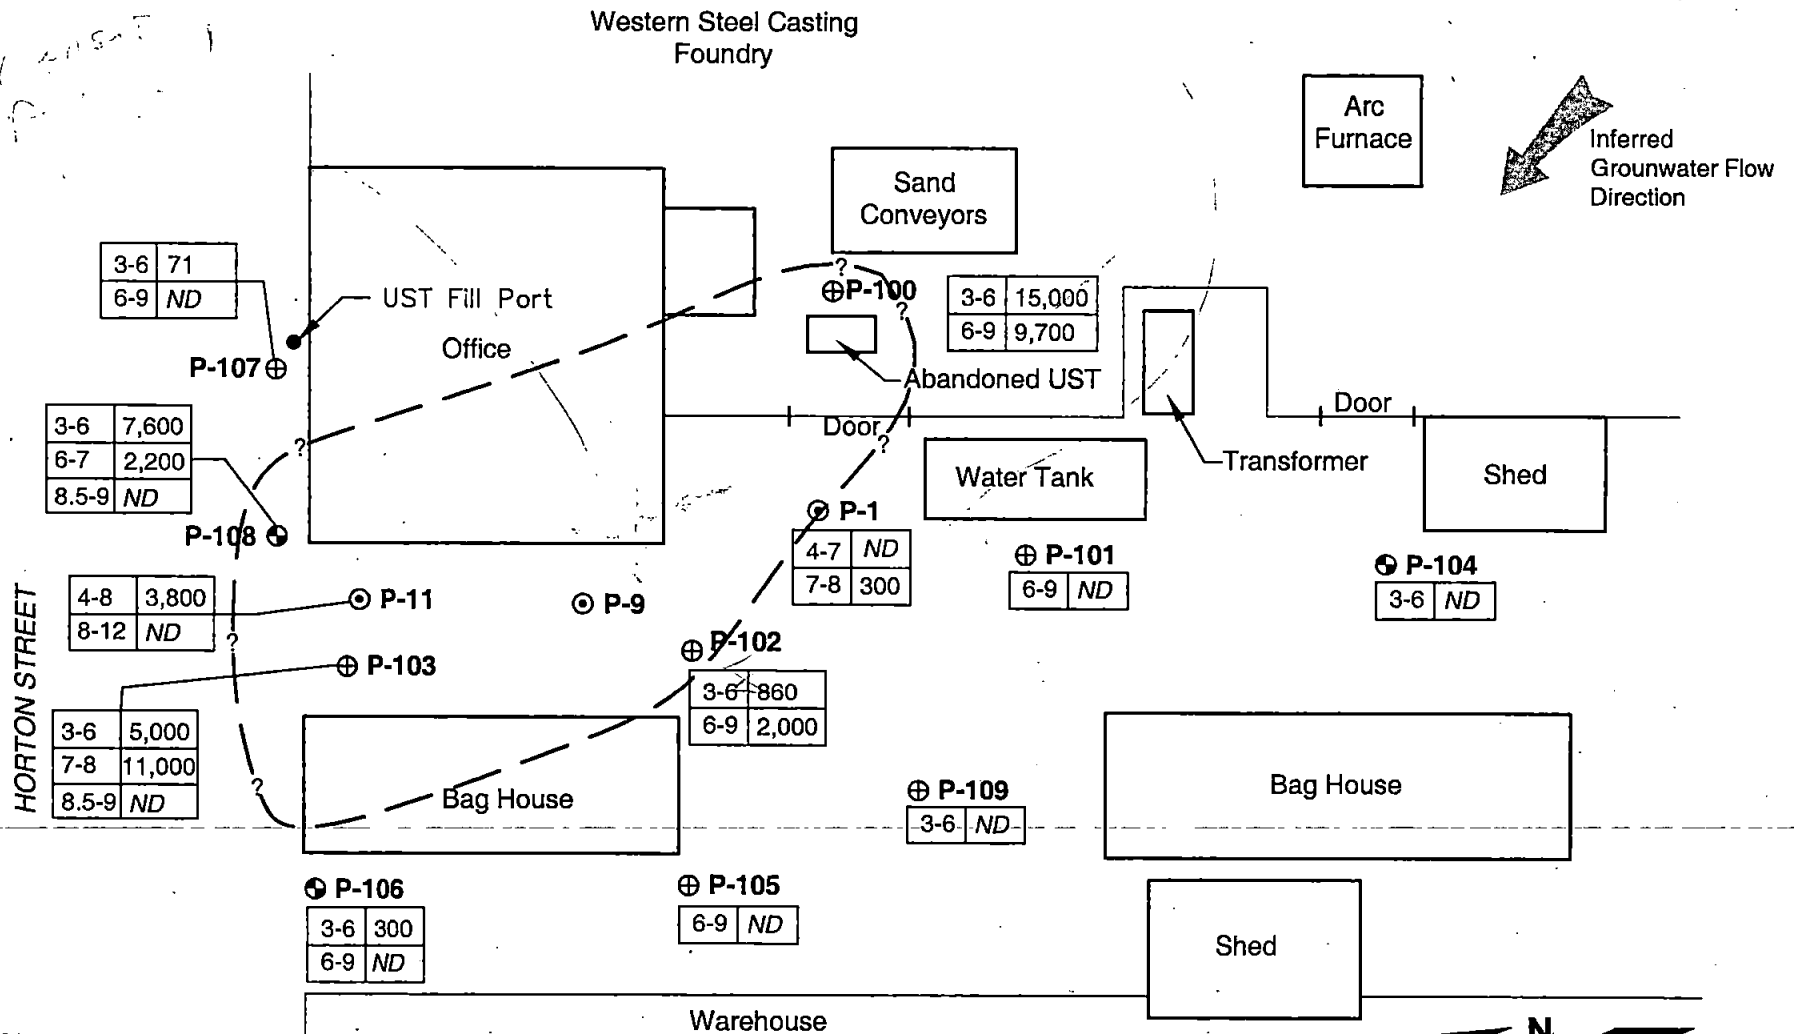 Western Steel Casting
Foundry
Arc
Furnace
Inferred
Grounwater Flow
Direction
Sand
Conveyors
3-6 71
6-9 ND
UST Fill Port
Office
P-107
?
P-100
?
3-6 15,000
6-9 9,700
Abandoned UST
Door
?
Door
3-6 7,600
6-7 2,200
8.5-9 ND
?
P-108
Water Tank
Transformer
Shed
P-1
4-7 ND
7-8 300
P-101
6-9 ND
P-104
3-6 ND
HORTON STREET
4-8 3,800
8-12 ND
P-11
P-9
?
P-102
3-6 860
6-9 2,000
P-103
3-6 5,000
7-8 11,000
8.5-9 ND
?
Bag House
P-109
3-6 ND
Bag House
P-106
3-6 300
6-9 ND
P-105
6-9 ND
Shed
Warehouse
N